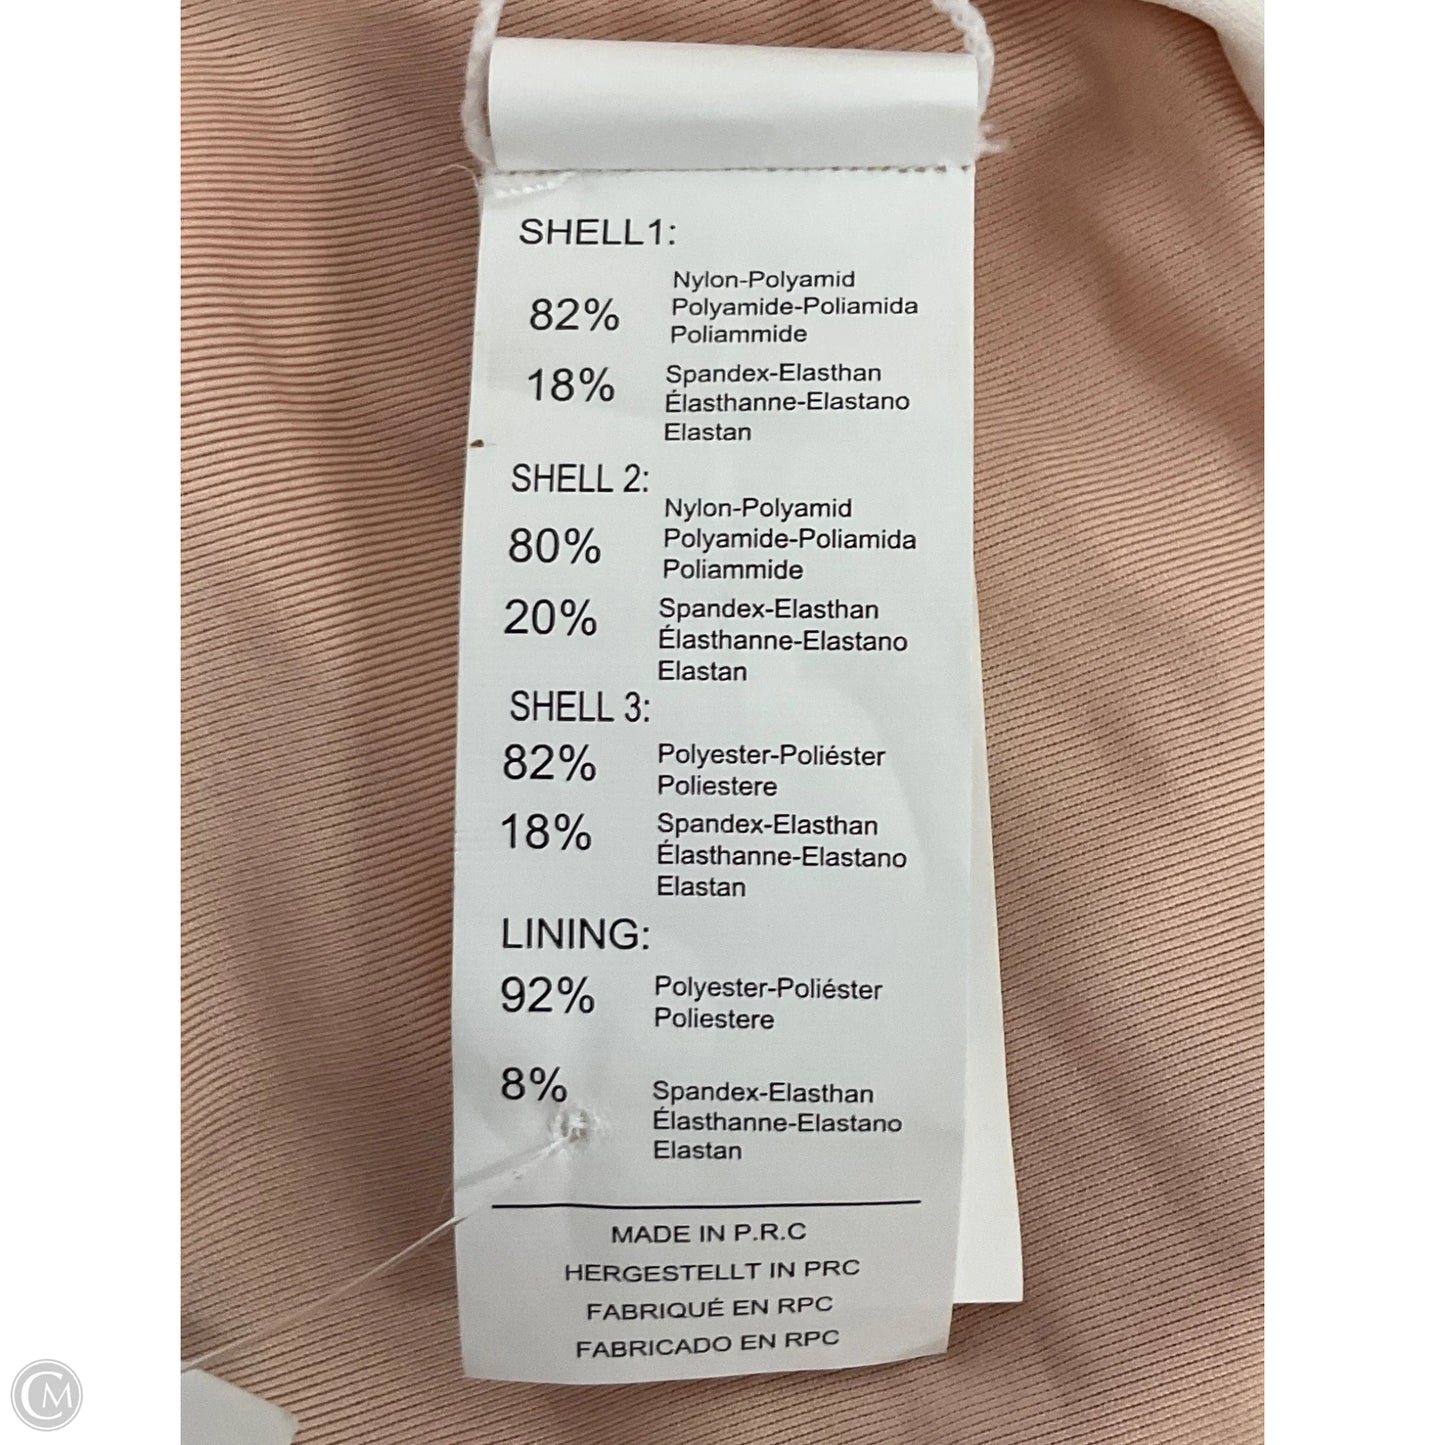 SHELL1:
82% Nylon-Polyamid
Polyamide-Poliamida
Poliammide
18% Spandex-Elasthan
Élasthanne-Elastano
Elastan
SHELL 2:
80% Nylon-Polyamid
Polyamide-Poliamida
Poliammide
20% Spandex-Elasthan
Élasthanne-Elastano
Elastan
SHELL 3:
82% Polyester-Poliéster
Poliestere
18% Spandex-Elasthan
Élasthanne-Elastano
Elastan
LINING:
92% Polyester-Poliéster
Poliestere
8% Spandex-Elasthan
Élasthanne-Elastano
Elastan
MADE IN P.R.C
HERGESTELLT IN PRC
FABRIQUÉ EN RPC
FABRICADO EN RPC
CM